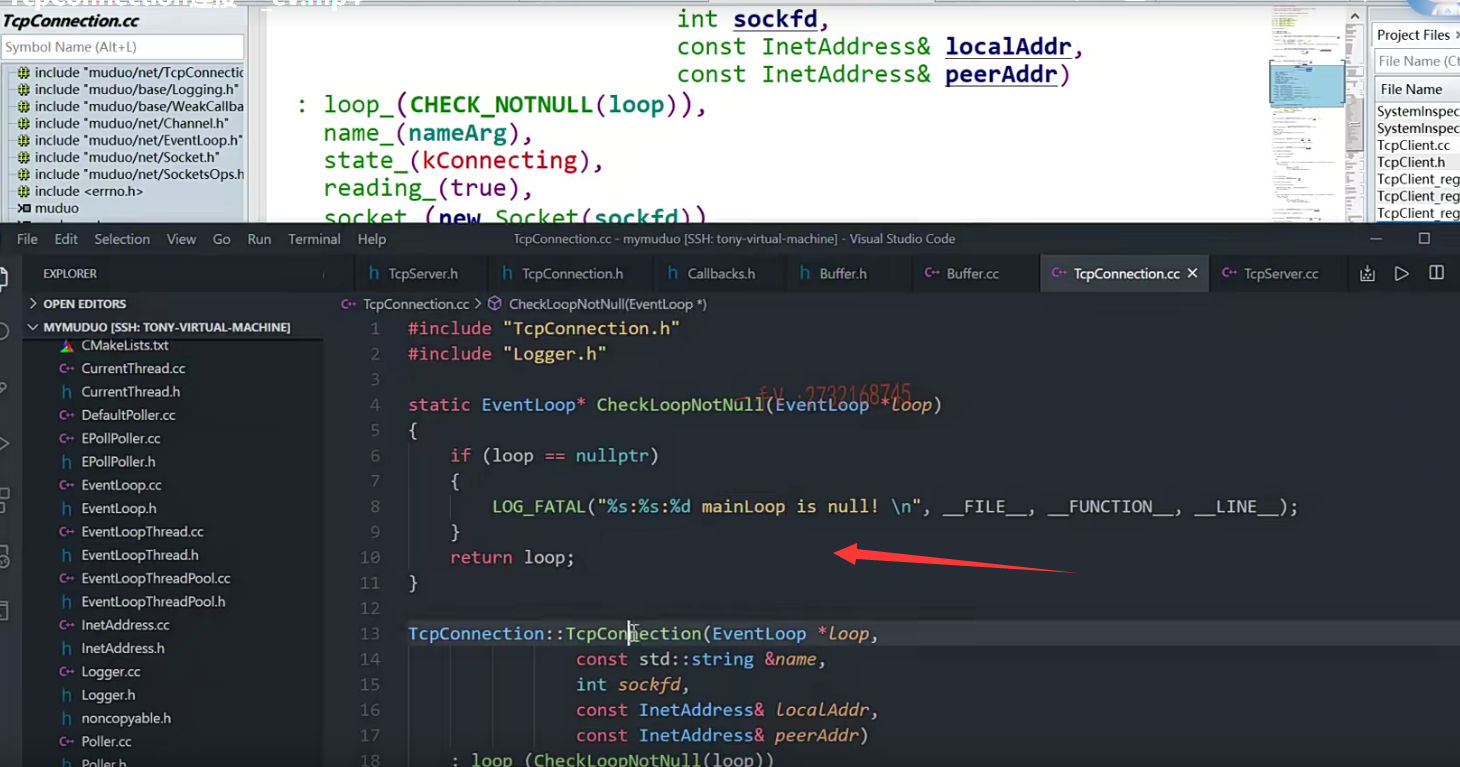 TcpConnection.cc
Symbol Name (Alt+L)
include "muduo/net/TcpConnectic
include "muduo/base/Logging.h"
include "muduo/base/WeakCallba
include "muduo/net/Channel.h"
include "muduo/net/EventLoop.h"
include "muduo/net/Socket.h"
include "muduo/net/SocketsOps.h
include <errno.h>
muduo
int sockfd,
const InetAddress& localAddr,
const InetAddress& peerAddr)
: loop_(CHECK_NOTNULL(loop)),
name_(nameArg),
state_(kConnecting),
reading_(true),
socket_(new Socket(sockfd))
Project Files
File Name (Ct
File Name
SystemInspec
SystemInspec
TcpClient.cc
TcpClient.h
TcpClient_reg
TcpClient_reg
TcpClient_reg
File Edit Selection View Go Run Terminal Help
TcpConnection.cc - mymuduo [SSH: tony-virtual-machine] - Visual Studio Code
EXPLORER
TcpServer.h
TcpConnection.h
Callbacks.h
Buffer.h
Buffer.cc
TcpConnection.cc
TcpServer.cc
OPEN EDITORS
MYMUDUO [SSH: TONY-VIRTUAL-MACHINE]
CMakeLists.txt
CurrentThread.cc
CurrentThread.h
DefaultPoller.cc
EPollPoller.cc
EPollPoller.h
EventLoop.cc
EventLoop.h
EventLoopThread.cc
EventLoopThread.h
EventLoopThreadPool.cc
EventLoopThreadPool.h
InetAddress.cc
InetAddress.h
Logger.cc
Logger.h
noncopyable.h
Poller.cc
Poller.h
TcpConnection.cc > CheckLoopNotNull(EventLoop *)
1 #include "TcpConnection.h"
2 #include "Logger.h"
3
4 static EventLoop* CheckLoopNotNull(EventLoop *loop)
5 {
6 if (loop == nullptr)
7 {
8 LOG_FATAL("%s:%s:%d mainLoop is null! \n", __FILE__, __FUNCTION__, __LINE__);
9 }
10 return loop;
11 }
12
13 TcpConnection::TcpConnection(EventLoop *loop,
14 const std::string &name,
15 int sockfd,
16 const InetAddress& localAddr,
17 const InetAddress& peerAddr)
18 : loop_(CheckLoopNotNull(loop))
2732168745